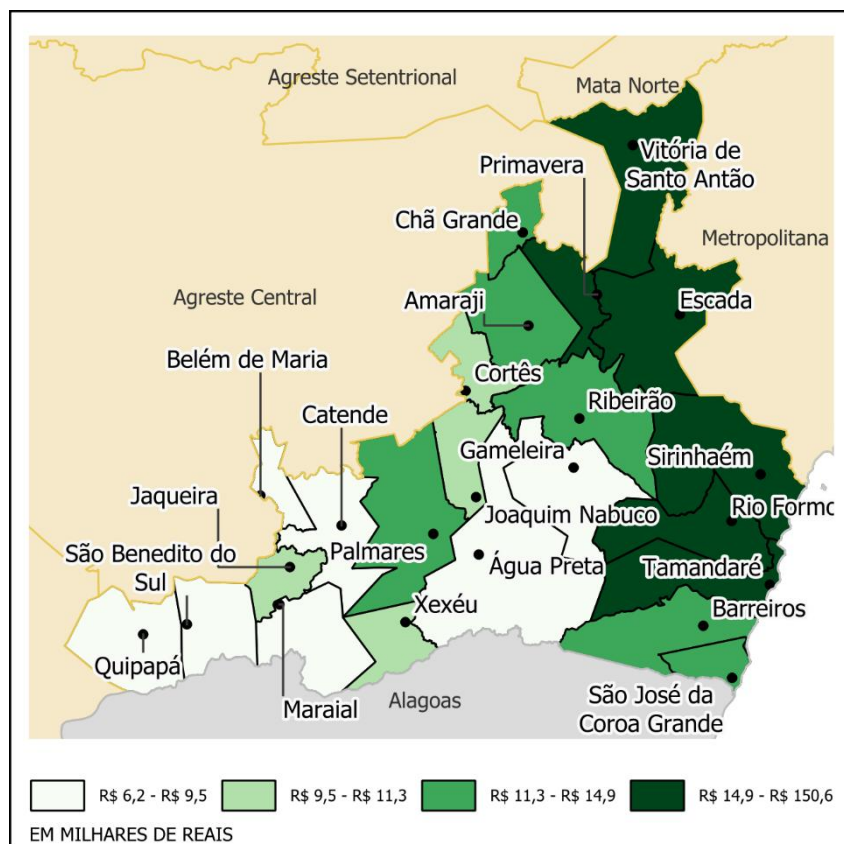 Agreste Setentrional
Mata Norte
Primavera
Vitória de
Santo Antão
Chã Grande
Metropolitana
Agreste Central
Amaraji
Escada
Belém de Maria
Cortês
Catende
Ribeirão
Gameleira
Sirinhaém
Jaqueira
Joaquim Nabuco
Rio Formo
São Benedito do
Sul
Palmares
Água Preta
Tamandaré
Xexéu
Barreiros
Quipapá
Maraial
Alagoas
São José da
Coroa Grande
R$ 6,2 - R$ 9,5
R$ 9,5 - R$ 11,3
R$ 11,3 - R$ 14,9
R$ 14,9 - R$ 150,6
EM MILHARES DE REAIS